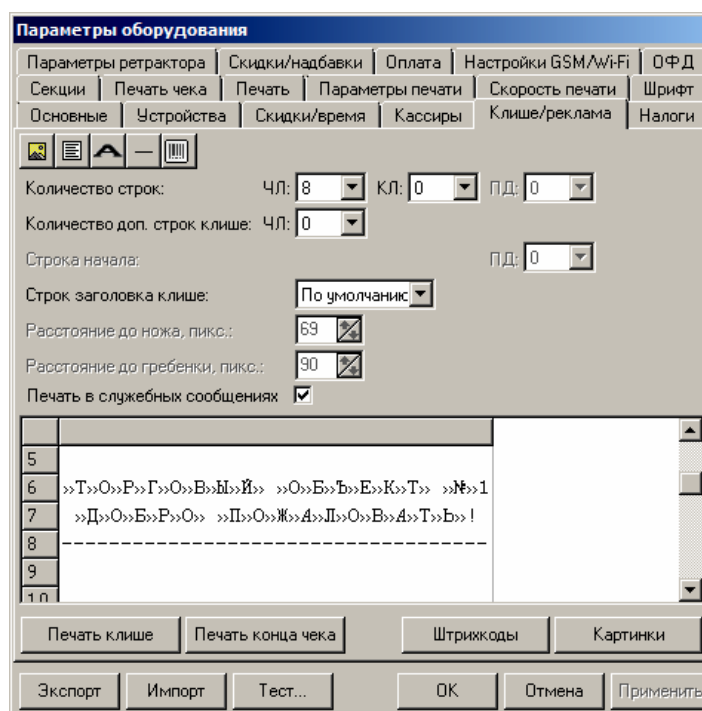 Параметры оборудования
Параметры ретрактора Скидки/надбавки Оплата Настройки GSM/Wi-Fi ОФД
Секции Печать чека Печать Параметры печати Скорость печати Шрифт
Основные Устройства Скидки/время Кассиры Клише/реклама Налоги
Количество строк: ЧЛ: 8 КЛ: 0 ПД: 0
Количество доп. строк клише: ЧЛ: 0
Строка начала: ПД: 0
Строк заголовка клише: По умолчанию
Расстояние до ножа, пикс.: 69
Расстояние до гребенки, пикс.: 90
Печать в служебных сообщениях
5
6 »Т»О»Р»Г»О»В»Ы»Й» »О»Б»Ъ»Е»К»Т» »№»1
7 »Д»О»Б»Р»О» »П»О»Ж»А»Л»О»В»А»Т»Ь»!
8 ------------------------------------
9
10
Печать клише Печать конца чека Штрихкоды Картинки
Экспорт Импорт Тест... OK Отмена Применить